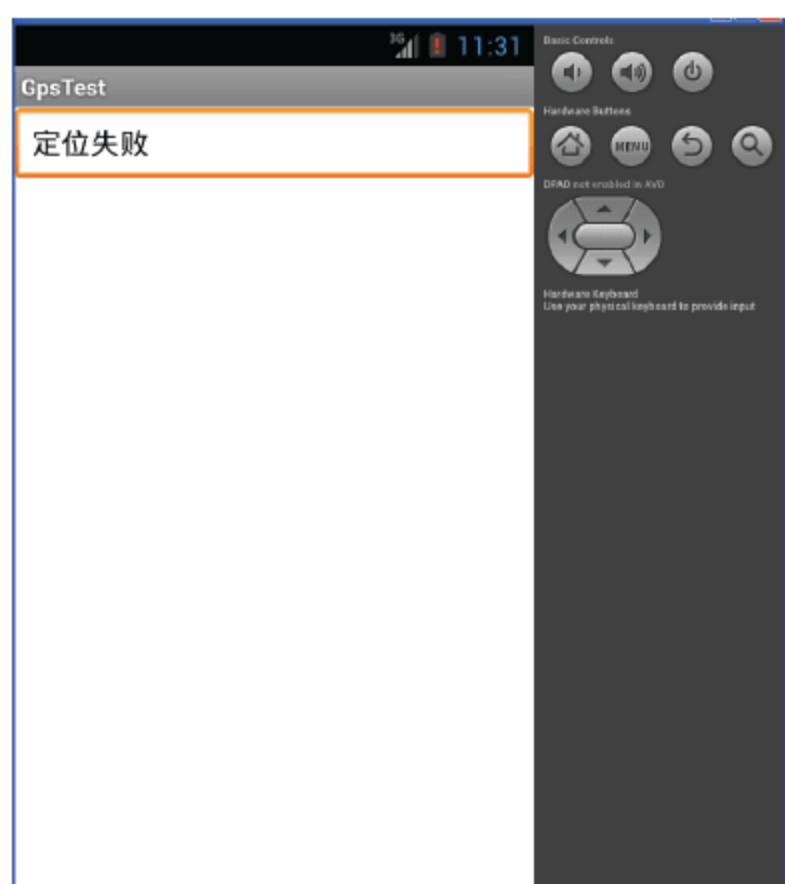 3G 11:31
GpsTest
定位失败
Basic Controls
Hardware Buttons
MENU
DPAD not enabled in AVD
Hardware Keyboard
Use your physical keyboard to provide input